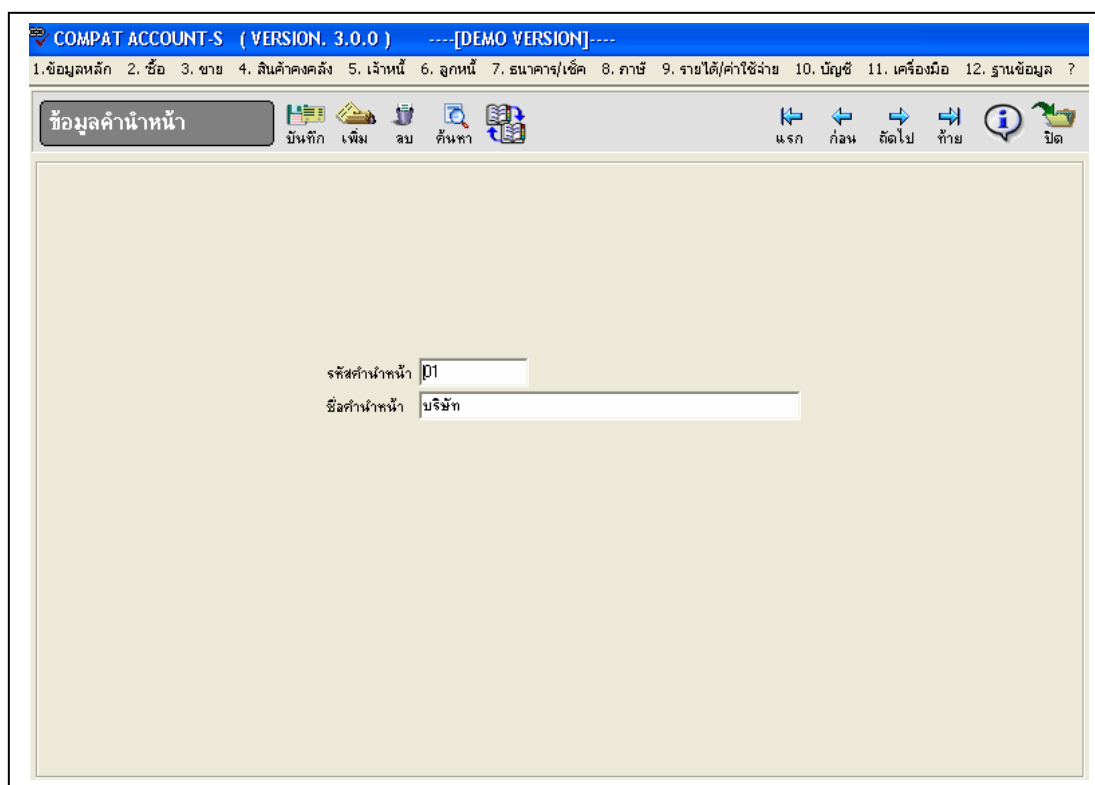 COMPAT ACCOUNT-S ( VERSION. 3.0.0 ) ----[DEMO VERSION]----
1.ข้อมูลหลัก 2. ซื้อ 3. ขาย 4. สินค้าคงคลัง 5. เจ้าหนี้ 6. ลูกหนี้ 7. ธนาคาร/เช็ค 8. ภาษี 9. รายได้/ค่าใช้จ่าย 10. บัญชี 11. เครื่องมือ 12. ฐานข้อมูล ?
ข้อมูลคำนำหน้า บันทึก เพิ่ม ลบ ค้นหา แรก ก่อน ถัดไป ท้าย ปิด
รหัสคำนำหน้า 01
ชื่อคำนำหน้า บริษัท